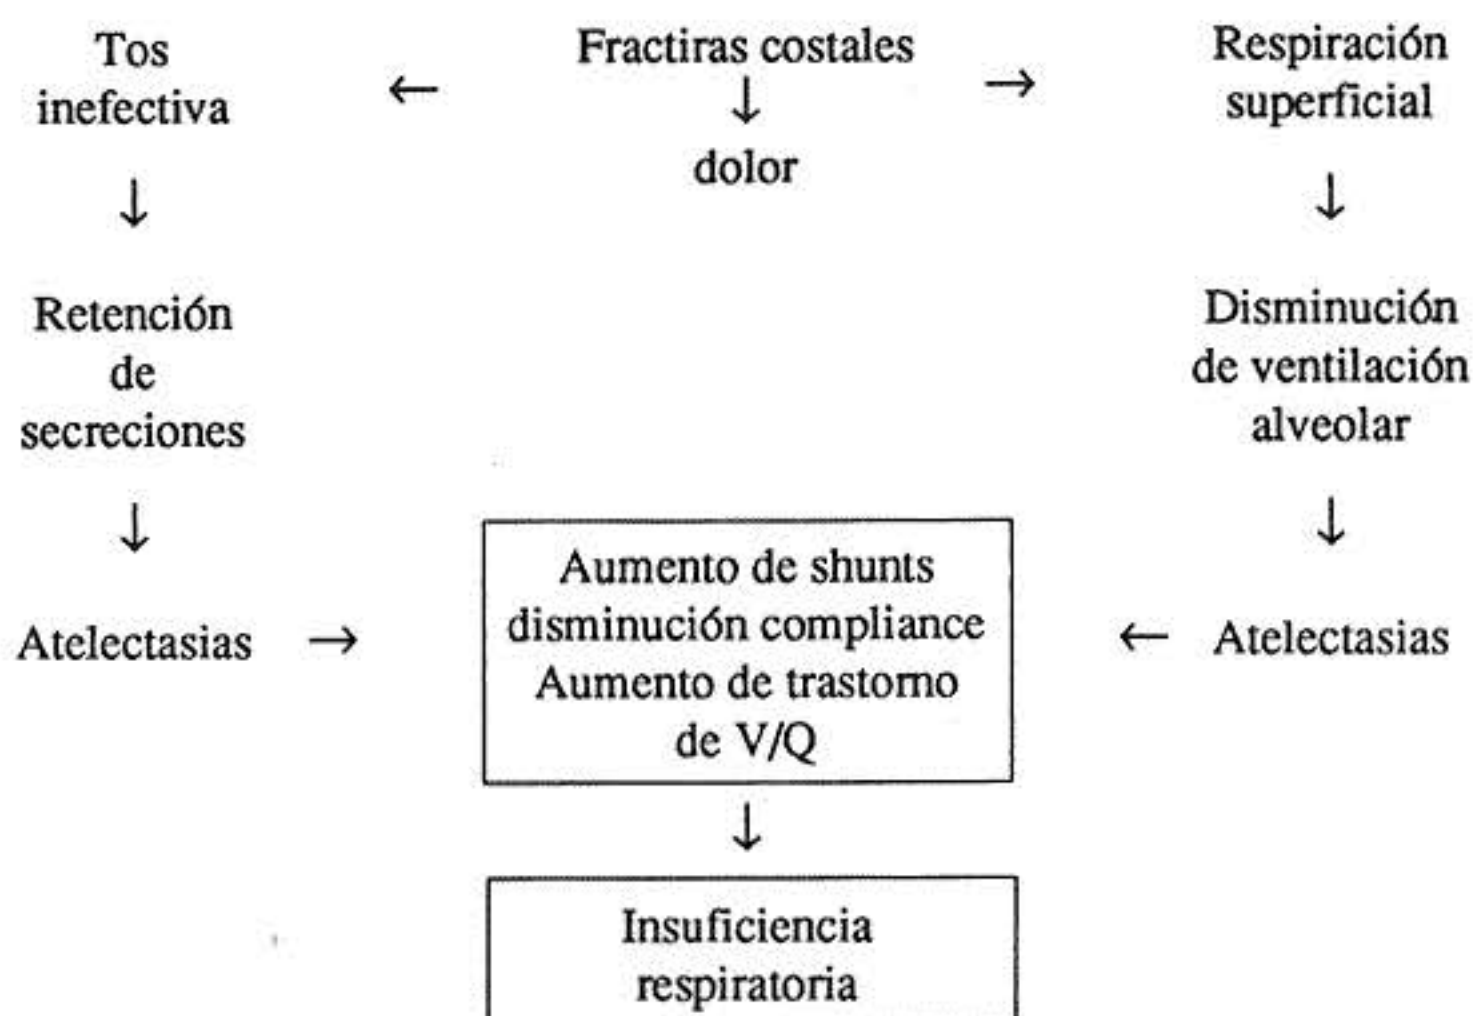 Tos
inefectiva
←
Fractiras costales
↓
dolor
→
Respiración
superficial
↓
Retención
de
secreciones
↓
Disminución
de ventilación
alveolar
↓
Atelectasias
→
Aumento de shunts
disminución compliance
Aumento de trastorno
de V/Q
←
Atelectasias
↓
Insuficiencia
respiratoria